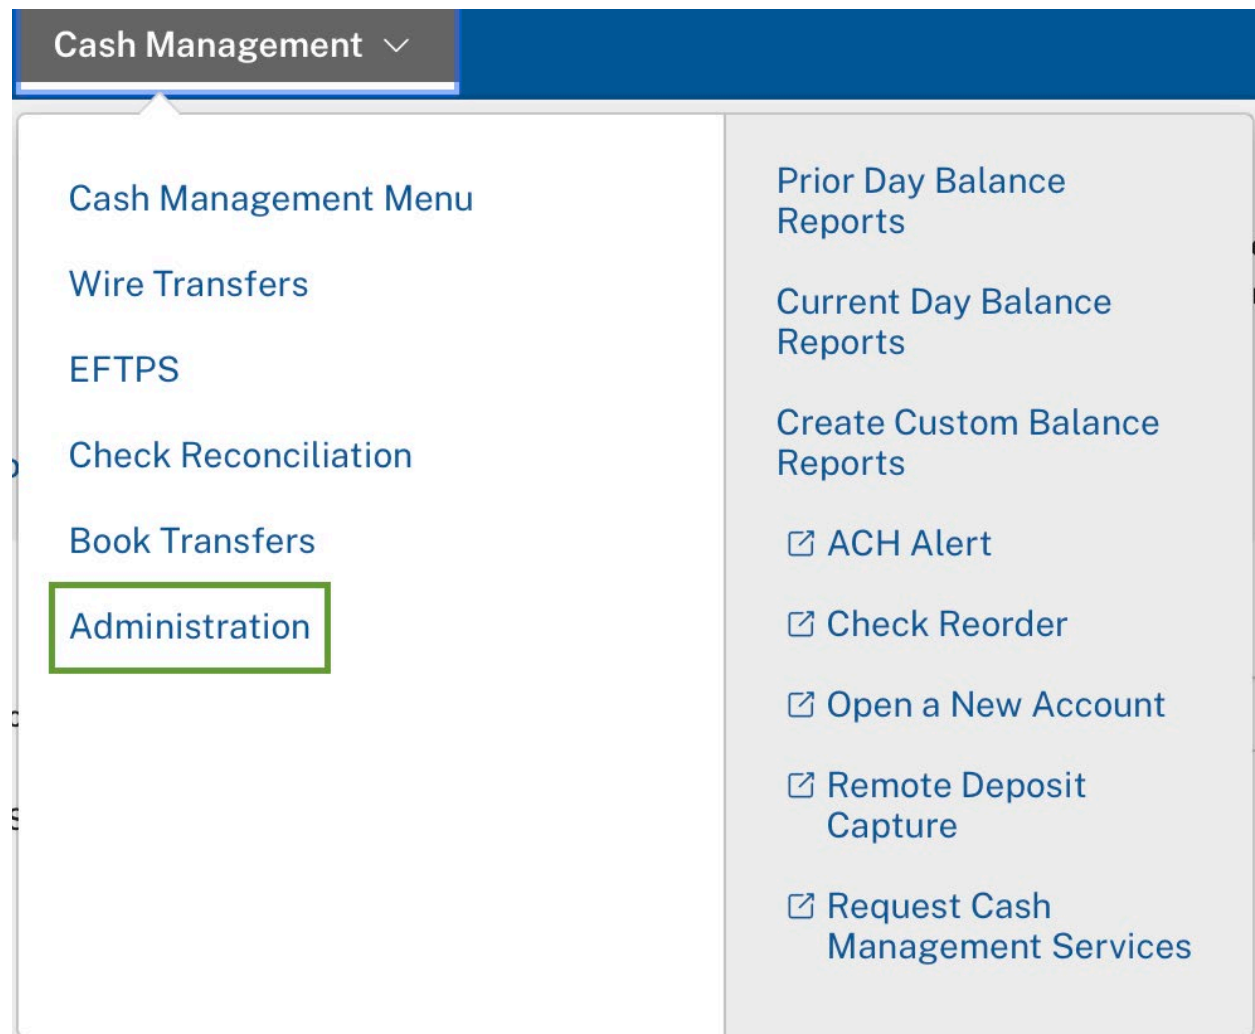 Cash Management
Cash Management Menu
Wire Transfers
EFTPS
Check Reconciliation
Book Transfers
Administration
Prior Day Balance
Reports
Current Day Balance
Reports
Create Custom Balance
Reports
ACH Alert
Check Reorder
Open a New Account
Remote Deposit
Capture
Request Cash
Management Services